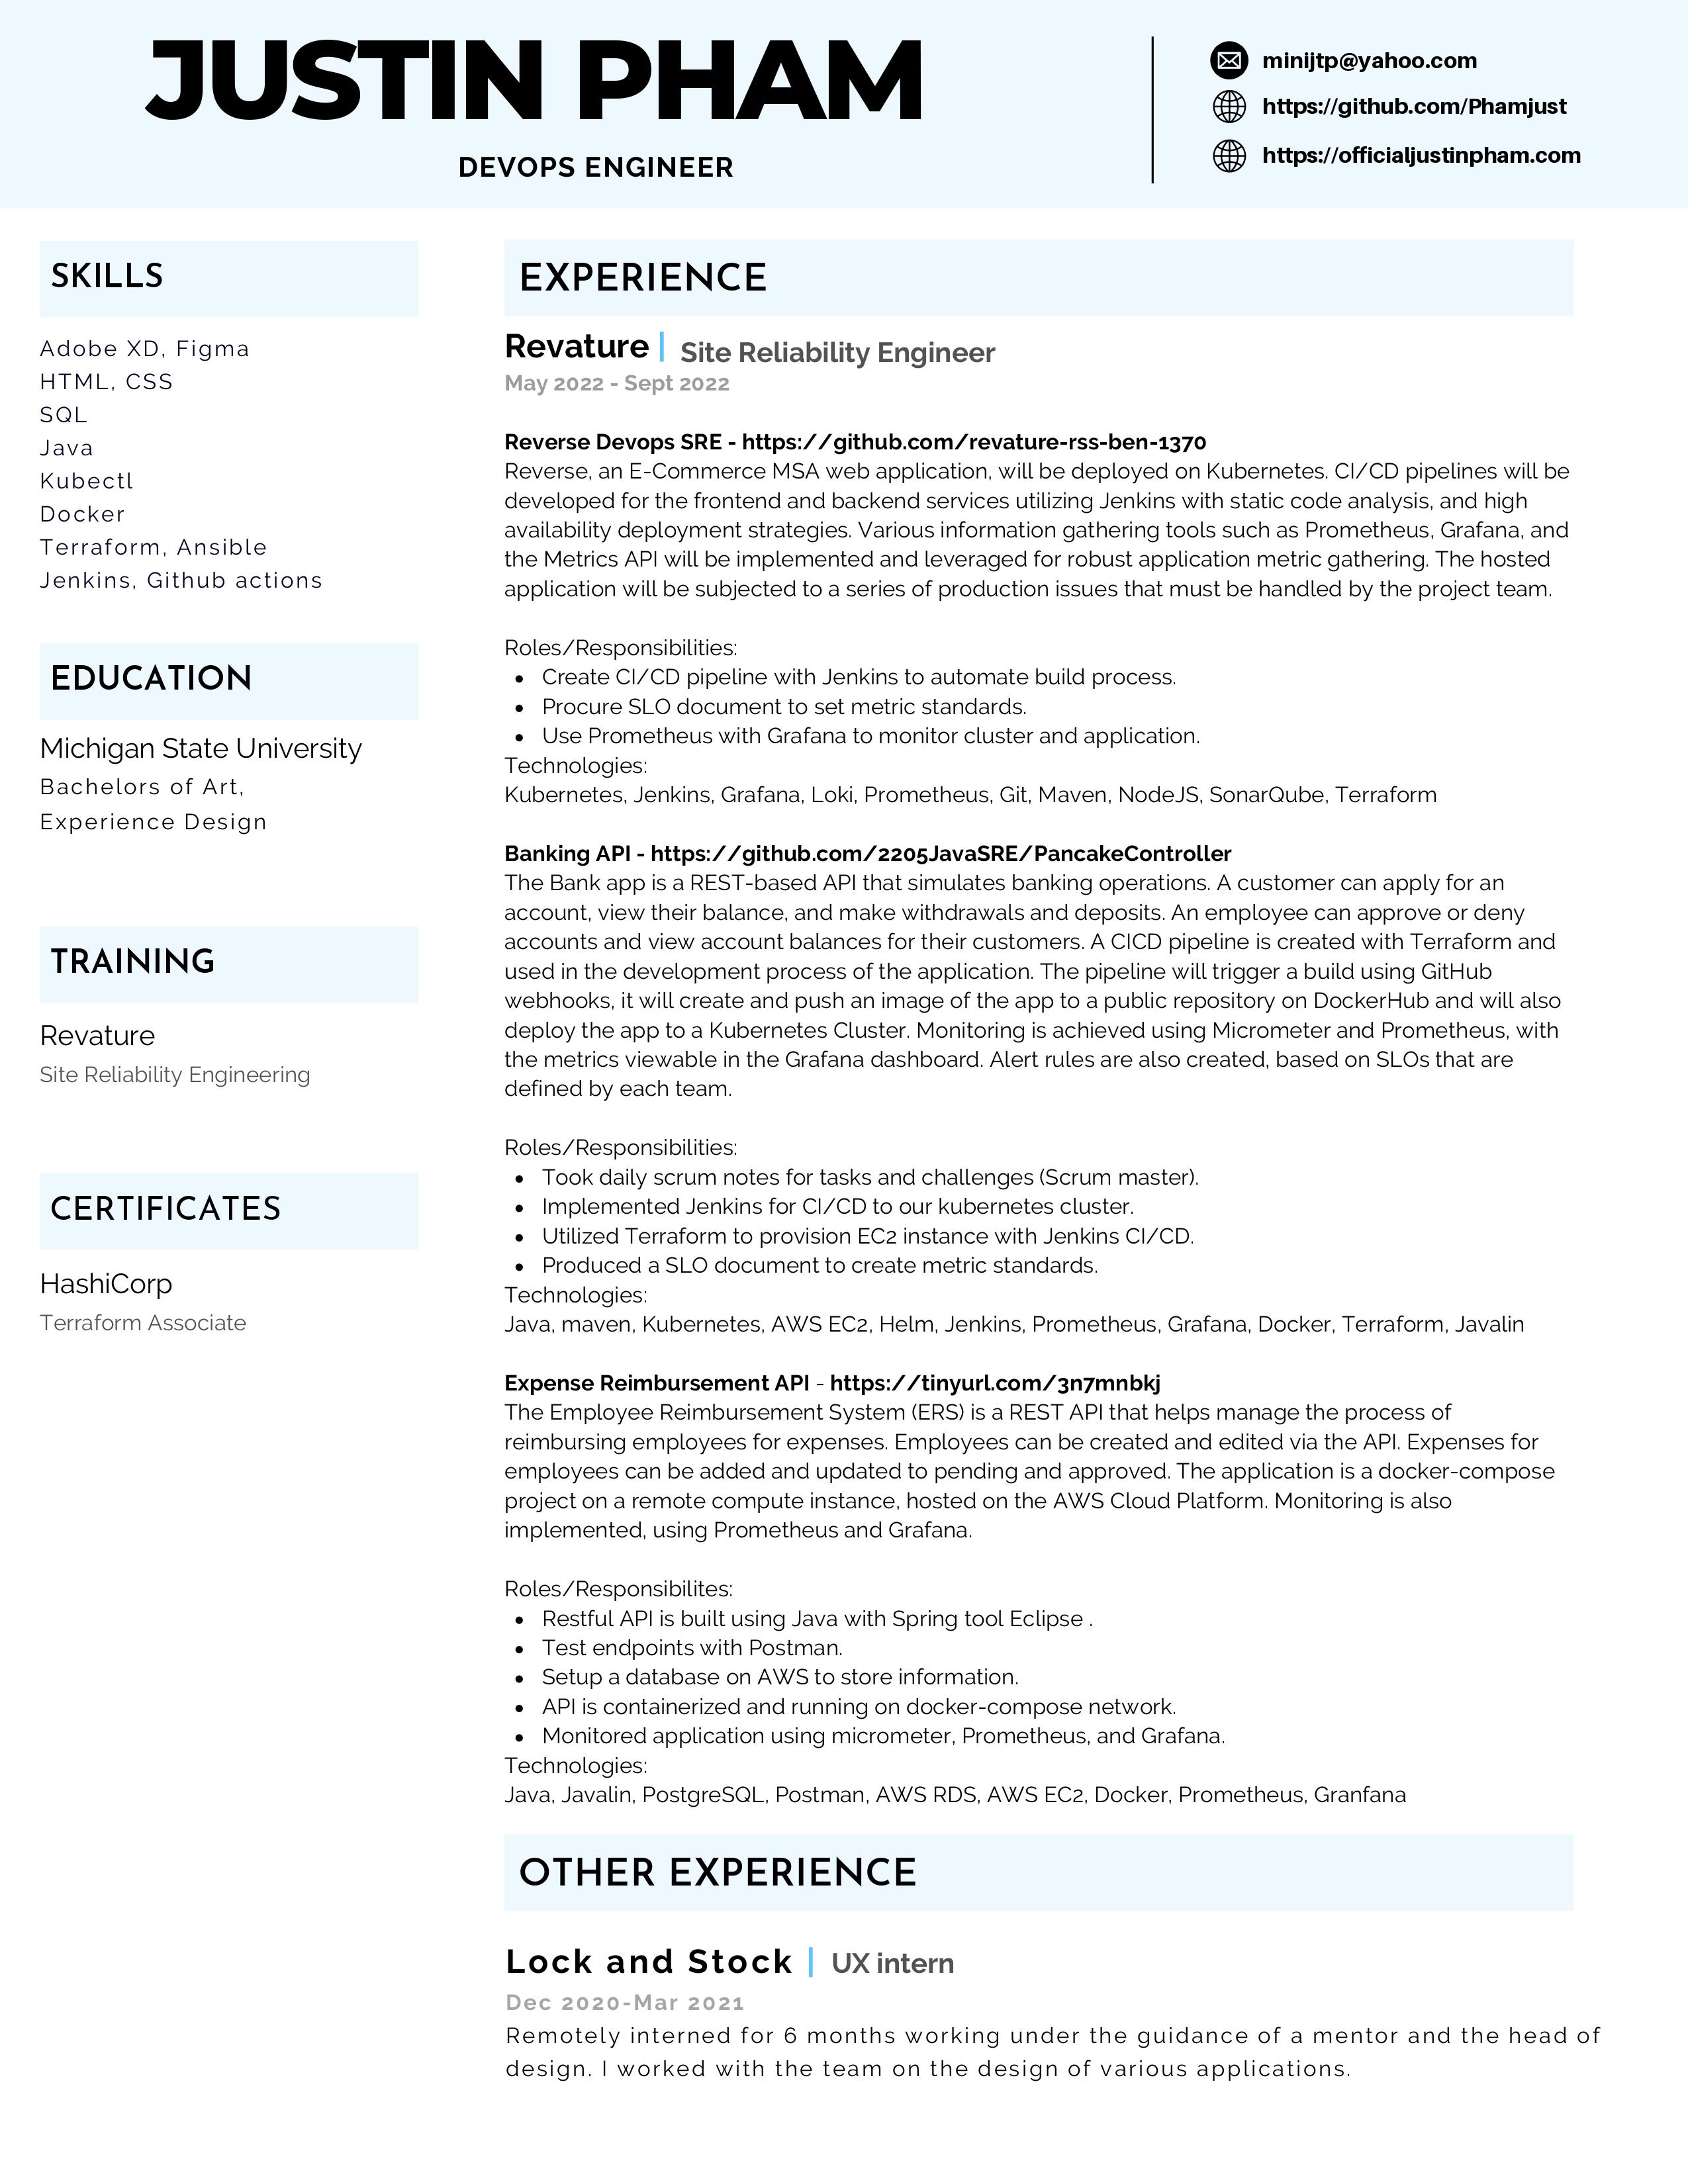 JUSTIN PHAM
DEVOPS ENGINEER
minijtp@yahoo.com
https://github.com/Phamjust
https://officialjustinpham.com
SKILLS
Adobe XD, Figma
HTML, CSS
SQL
Java
Kubectl
Docker
Terraform, Ansible
Jenkins, Github actions
EDUCATION
Michigan State University
Bachelors of Art,
Experience Design
TRAINING
Revature
Site Reliability Engineering
CERTIFICATES
HashiCorp
Terraform Associate
EXPERIENCE
Revature | Site Reliability Engineer
May 2022 - Sept 2022
Reverse Devops SRE - https://github.com/revature-rss-ben-1370
Reverse, an E-Commerce MSA web application, will be deployed on Kubernetes. CI/CD pipelines will be
developed for the frontend and backend services utilizing Jenkins with static code analysis, and high
availability deployment strategies. Various information gathering tools such as Prometheus, Grafana, and
the Metrics API will be implemented and leveraged for robust application metric gathering. The hosted
application will be subjected to a series of production issues that must be handled by the project team.
Roles/Responsibilities:
• Create CI/CD pipeline with Jenkins to automate build process.
• Procure SLO document to set metric standards.
• Use Prometheus with Grafana to monitor cluster and application.
Technologies:
Kubernetes, Jenkins, Grafana, Loki, Prometheus, Git, Maven, NodeJS, SonarQube, Terraform
Banking API - https://github.com/2205JavaSRE/PancakeController
The Bank app is a REST-based API that simulates banking operations. A customer can apply for an
account, view their balance, and make withdrawals and deposits. An employee can approve or deny
accounts and view account balances for their customers. A CICD pipeline is created with Terraform and
used in the development process of the application. The pipeline will trigger a build using GitHub
webhooks, it will create and push an image of the app to a public repository on DockerHub and will also
deploy the app to a Kubernetes Cluster. Monitoring is achieved using Micrometer and Prometheus, with
the metrics viewable in the Grafana dashboard. Alert rules are also created, based on SLOs that are
defined by each team.
Roles/Responsibilities:
• Took daily scrum notes for tasks and challenges (Scrum master).
• Implemented Jenkins for CI/CD to our kubernetes cluster.
• Utilized Terraform to provision EC2 instance with Jenkins CI/CD.
• Produced a SLO document to create metric standards.
Technologies:
Java, maven, Kubernetes, AWS EC2, Helm, Jenkins, Prometheus, Grafana, Docker, Terraform, Javalin
Expense Reimbursement API - https://tinyurl.com/3n7mnbkj
The Employee Reimbursement System (ERS) is a REST API that helps manage the process of
reimbursing employees for expenses. Employees can be created and edited via the API. Expenses for
employees can be added and updated to pending and approved. The application is a docker-compose
project on a remote compute instance, hosted on the AWS Cloud Platform. Monitoring is also
implemented, using Prometheus and Grafana.
Roles/Responsibilites:
• Restful API is built using Java with Spring tool Eclipse .
• Test endpoints with Postman.
• Setup a database on AWS to store information.
• API is containerized and running on docker-compose network.
• Monitored application using micrometer, Prometheus, and Grafana.
Technologies:
Java, Javalin, PostgreSQL, Postman, AWS RDS, AWS EC2, Docker, Prometheus, Granfana
OTHER EXPERIENCE
Lock and Stock | UX intern
Dec 2020-Mar 2021
Remotely interned for 6 months working under the guidance of a mentor and the head of
design. I worked with the team on the design of various applications.